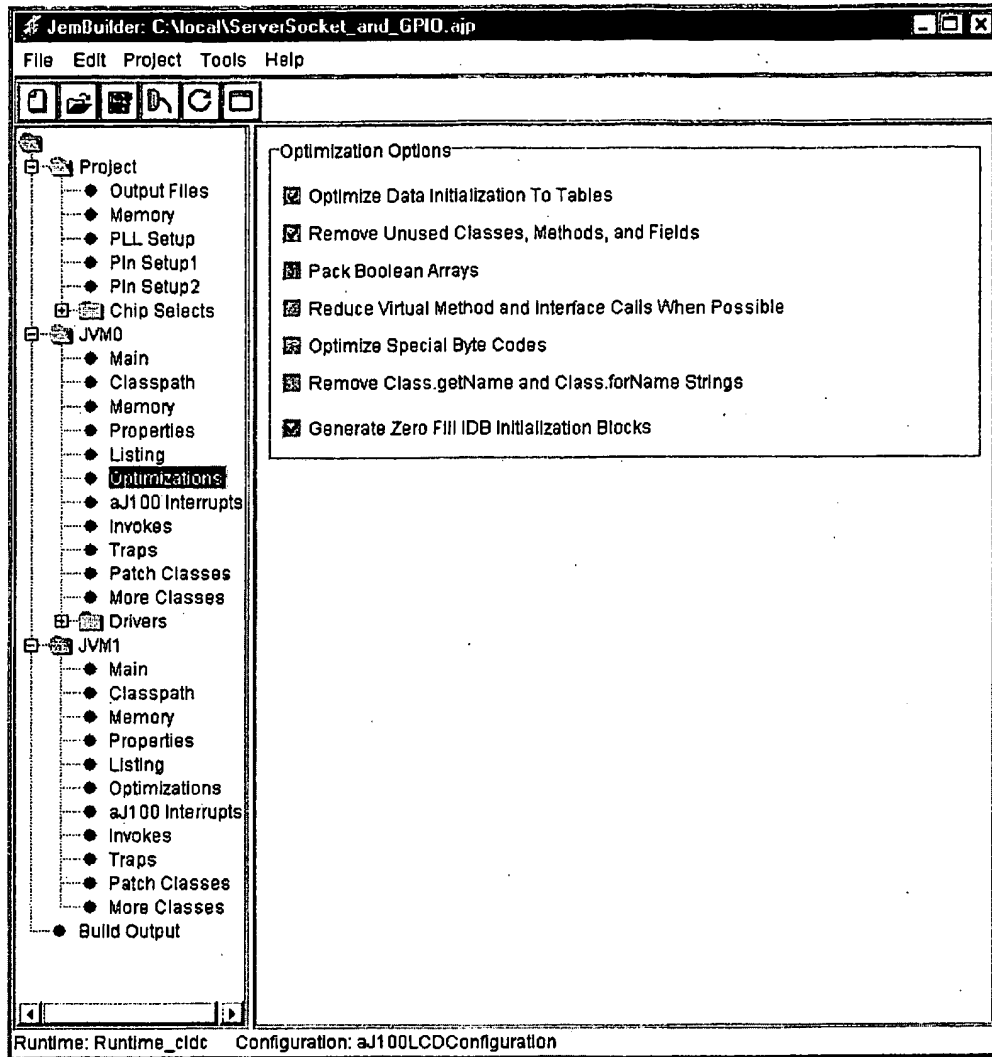 JemBuilder: C:\local\ServerSocket_and_GPIO.ajp
File Edit Project Tools Help
Project
Output Files
Memory
PLL Setup
Pin Setup1
Pin Setup2
Chip Selects
JVM0
Main
Classpath
Memory
Properties
Listing
Optimizations
aJ100 Interrupts
Invokes
Traps
Patch Classes
More Classes
Drivers
JVM1
Main
Classpath
Memory
Properties
Listing
Optimizations
aJ100 Interrupts
Invokes
Traps
Patch Classes
More Classes
Build Output
Optimization Options
Optimize Data Initialization To Tables
Remove Unused Classes, Methods, and Fields
Pack Boolean Arrays
Reduce Virtual Method and Interface Calls When Possible
Optimize Special Byte Codes
Remove Class.getName and Class.forName Strings
Generate Zero Fill IDB Initialization Blocks
Runtime: Runtime_cldc Configuration: aJ100LCDConfiguration